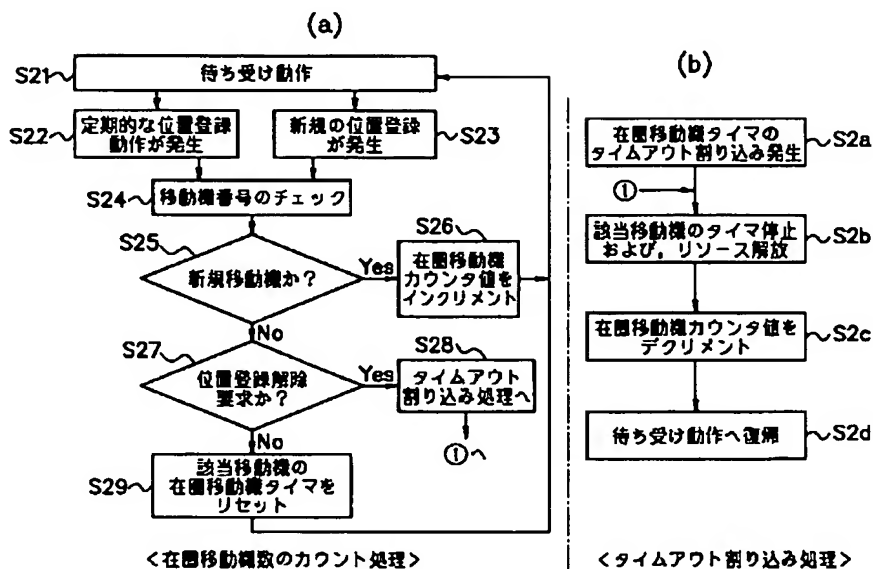 (a)
S21
待ち受け動作
S22
定期的な位置登録
動作が発生
新規の位置登録
が発生
S23
S24
移動機番号のチェック
S25
新規移動機か？
Yes
No
S26
在圏移動機
カウンタ値を
インクリメント
S27
位置登録解除
要求か？
Yes
No
S28
タイムアウト
割り込み処理へ
①へ
S29
該当移動機の
在圏移動機タイマを
リセット
＜在圏移動機数のカウント処理＞
(b)
在圏移動機タイマの
タイムアウト割り込み発生
S2a
①
該当移動機のタイマ停止
および，リソース解放
S2b
在圏移動機カウンタ値を
デクリメント
S2c
待ち受け動作へ復帰
S2d
＜タイムアウト割り込み処理＞